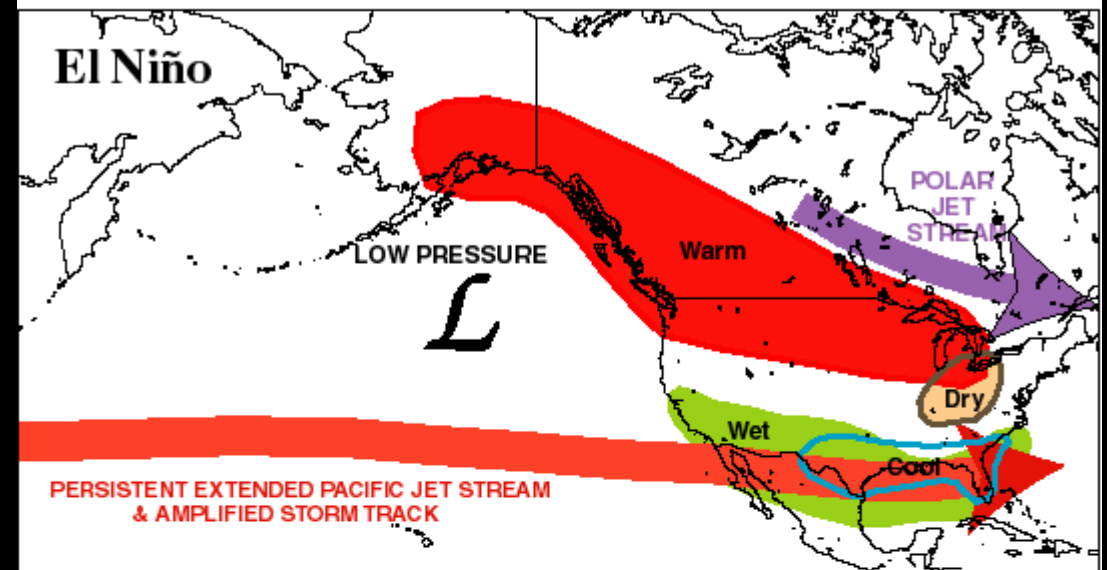 El Niño
POLAR
JET
STREAM
LOW PRESSURE
Warm
L
Dry
Wet
Cool
PERSISTENT EXTENDED PACIFIC JET STREAM
& AMPLIFIED STORM TRACK